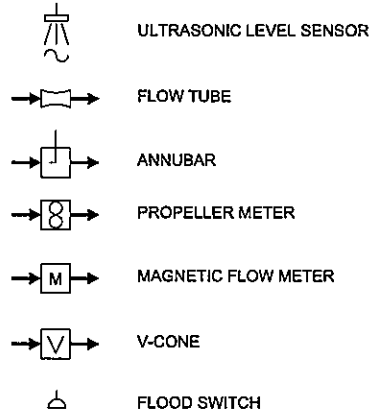 ULTRASONIC LEVEL SENSOR
FLOW TUBE
ANNUBAR
PROPELLER METER
M MAGNETIC FLOW METER
V V-CONE
FLOOD SWITCH